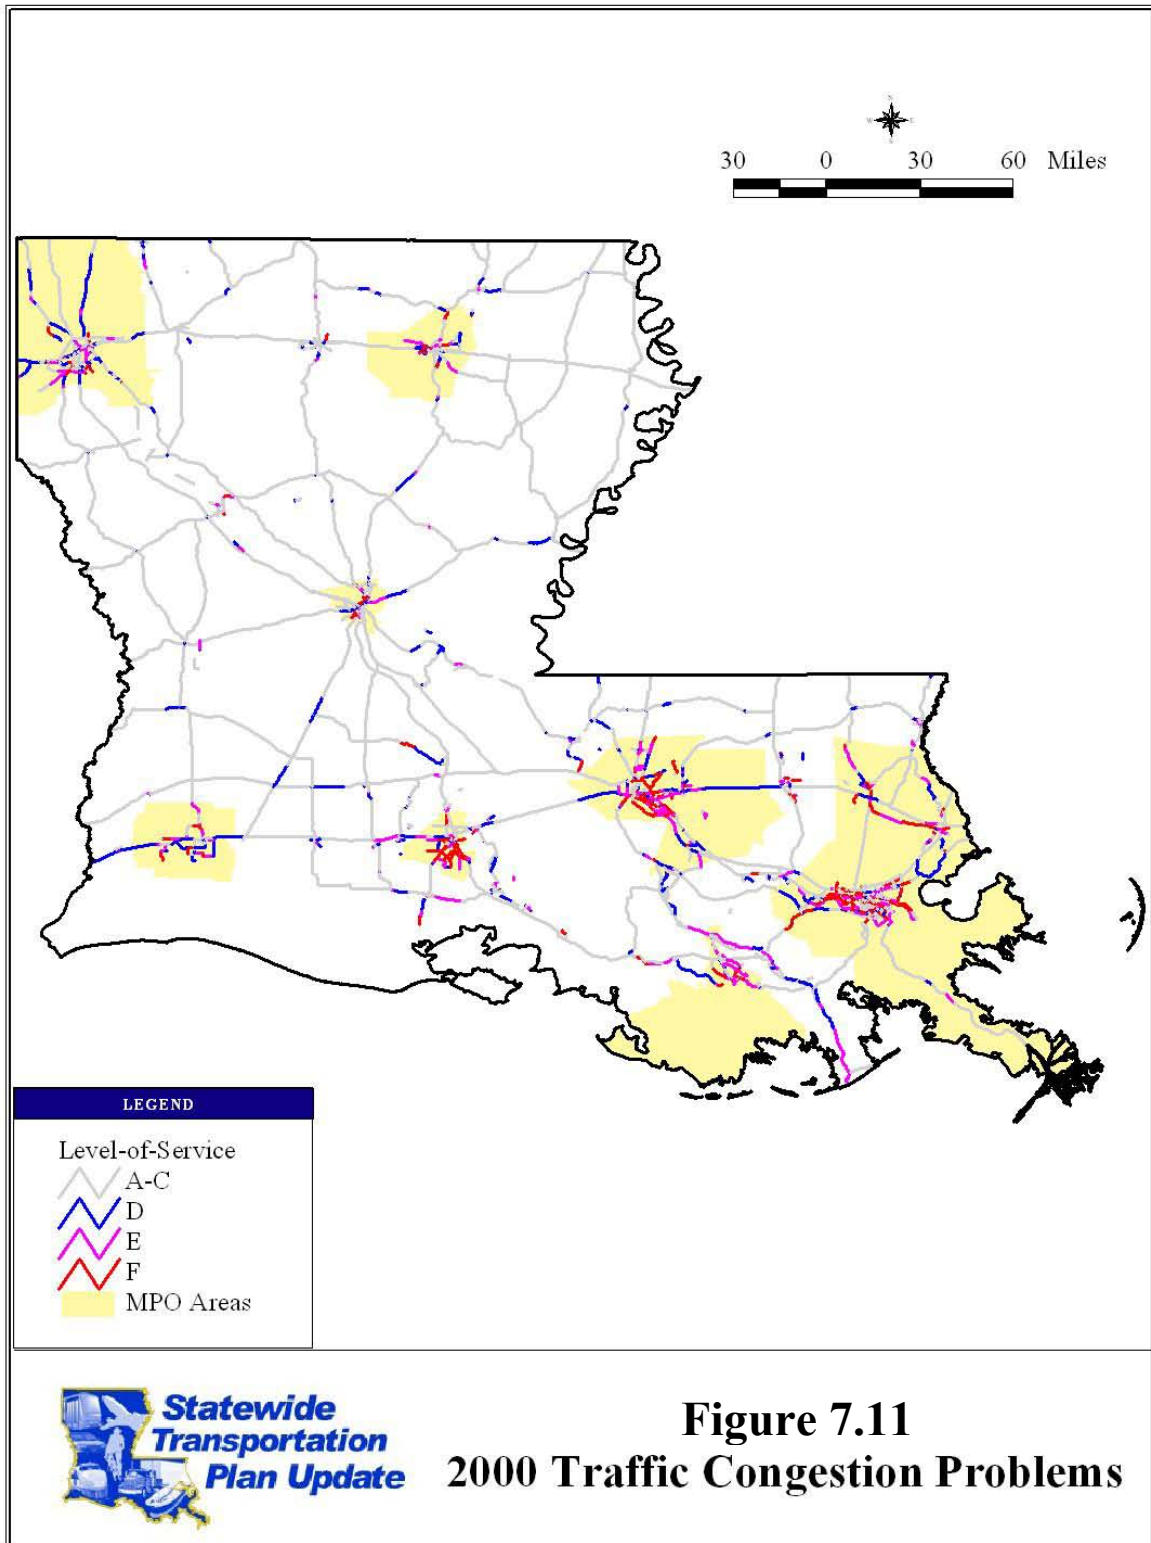 N
W E
S
30 0 30 60 Miles
LEGEND
Level-of-Service
A-C
D
E
F
MPO Areas
Statewide
Transportation
Plan Update
Figure 7.11
2000 Traffic Congestion Problems